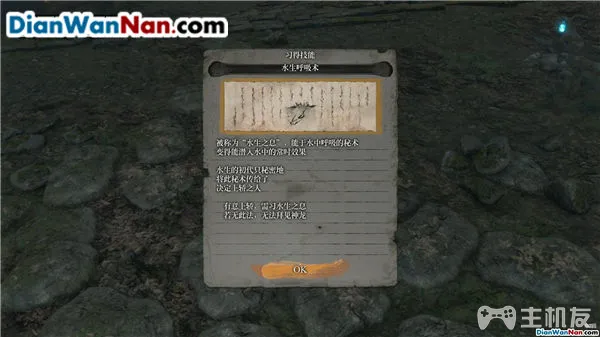 DianWanNan.com
习得技能
水生呼吸术
被称为“水生之息”，能于水中呼吸的秘术
变得能潜入水中的常时效果
水生的初代只秘密地
将此秘术传给了
决定上轿之人
有意上轿，需习水生之息
若无此法，无法拜见神龙
OK
主机友
DianWanNan.com